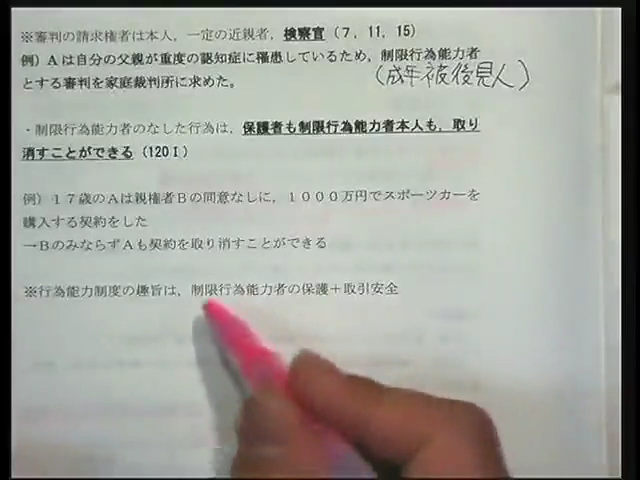 ※審判の請求権者は本人，一定の近親者，検察官（７，11，15）
例）Ａは自分の父親が重度の認知症に罹患しているため，制限行為能力者
とする審判を家庭裁判所に求めた。
（成年被後見人）
・制限行為能力者のなした行為は，保護者も制限行為能力者本人も，取り
消すことができる（120Ⅰ）
例）１７歳のＡは親権者Ｂの同意なしに，１０００万円でスポーツカーを
購入する契約をした
→ＢのみならずＡも契約を取り消すことができる
※行為能力制度の趣旨は，制限行為能力者の保護＋取引安全